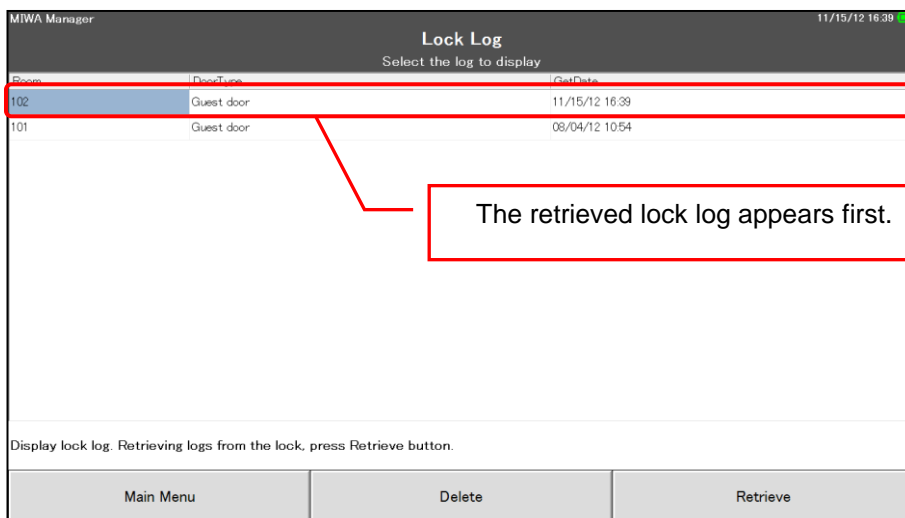 MIWA Manager 11/15/12 16:39
Lock Log
Select the log to display
Room DoorType GetDate
102 Guest door 11/15/12 16:39
101 Guest door 08/04/12 10:54
The retrieved lock log appears first.
Display lock log. Retrieving logs from the lock, press Retrieve button.
Main Menu Delete Retrieve